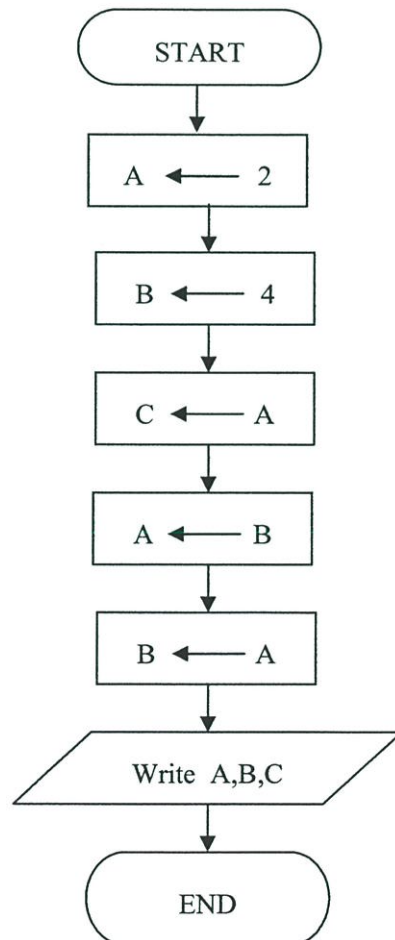 START
A ← 2
B ← 4
C ← A
A ← B
B ← A
Write A,B,C
END